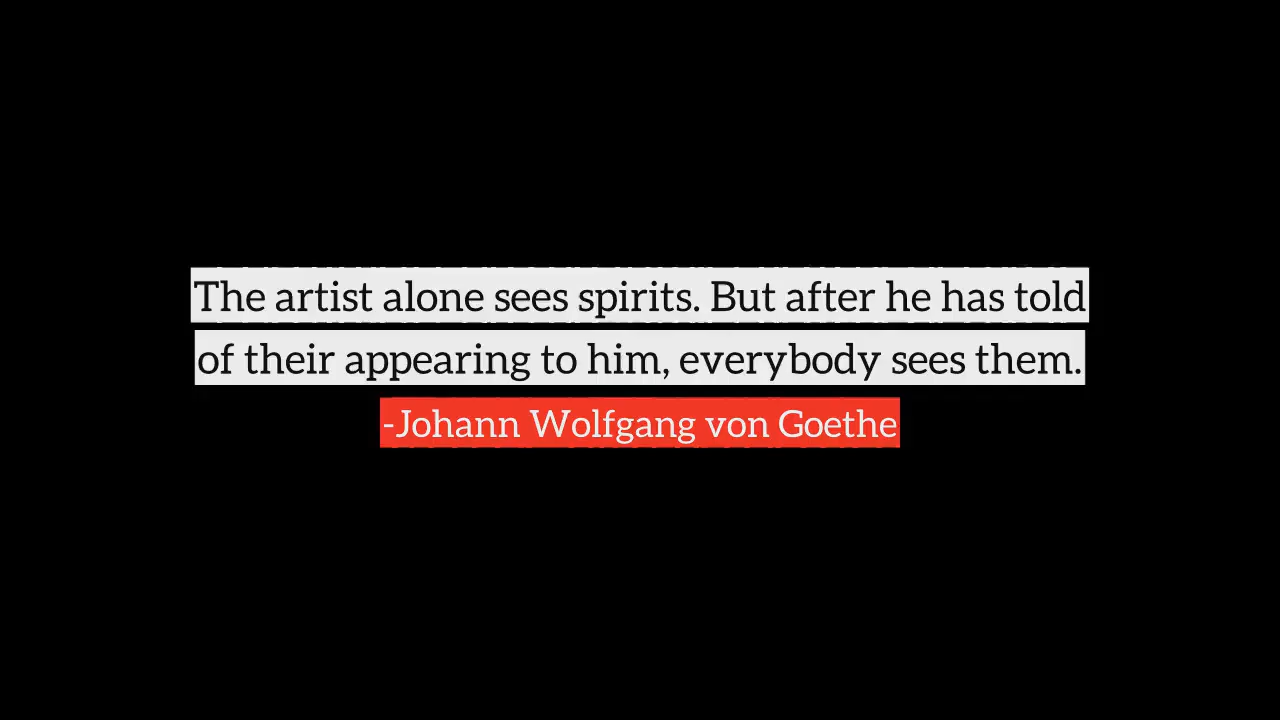 The artist alone sees spirits. But after he has told
of their appearing to him, everybody sees them.
-Johann Wolfgang von Goethe